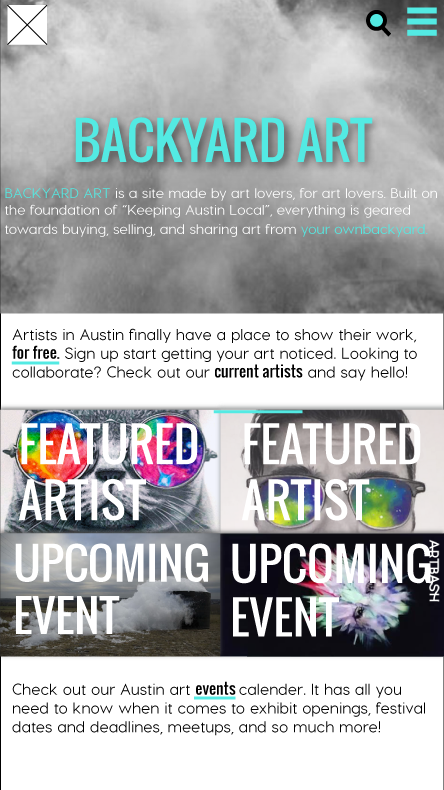 BACKYARD ART
BACKYARD ART is a site made by art lovers, for art lovers. Built on
the foundation of “Keeping Austin Local”, everything is geared
towards buying, selling, and sharing art from your ownbackyard
Artists in Austin finally have a place to show their work,
for free. Sign up start getting your art noticed. Looking to
collaborate? Check out our current artists and say hello!
FEATURED
ARTIST
FEATURED
ARTIST
UPCOMING
EVENT
UPCOMING
EVENT
ARTBASH
Check out our Austin art events calender. It has all you
need to know when it comes to exhibit openings, festival
dates and deadlines, meetups, and so much more!